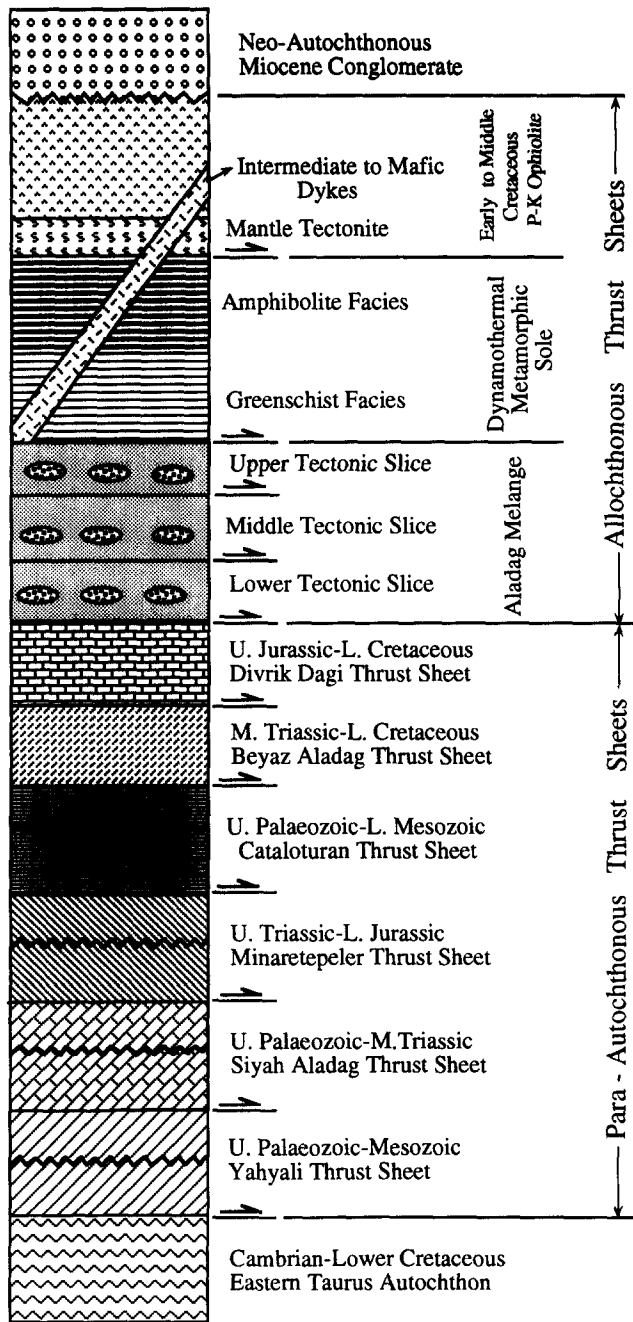 Neo-Autochthonous
Miocene Conglomerate
Intermediate to Mafic
Dykes
Mantle Tectonite
Early to Middle
Cretaceous
P-K Ophiolite
Amphibolite Facies
Greenschist Facies
Dynamothermal
Metamorphic
Sole
Upper Tectonic Slice
Middle Tectonic Slice
Lower Tectonic Slice
Aladag Melange
Allochthonous Thrust Sheets
U. Jurassic-L. Cretaceous
Divrik Dagi Thrust Sheet
M. Triassic-L. Cretaceous
Beyaz Aladag Thrust Sheet
U. Palaeozoic-L. Mesozoic
Cataloturan Thrust Sheet
U. Triassic-L. Jurassic
Minaretepeler Thrust Sheet
U. Palaeozoic-M.Triassic
Siyah Aladag Thrust Sheet
U. Palaeozoic-Mesozoic
Yahyali Thrust Sheet
Para - Autochthonous Thrust Sheets
Cambrian-Lower Cretaceous
Eastern Taurus Autochthon